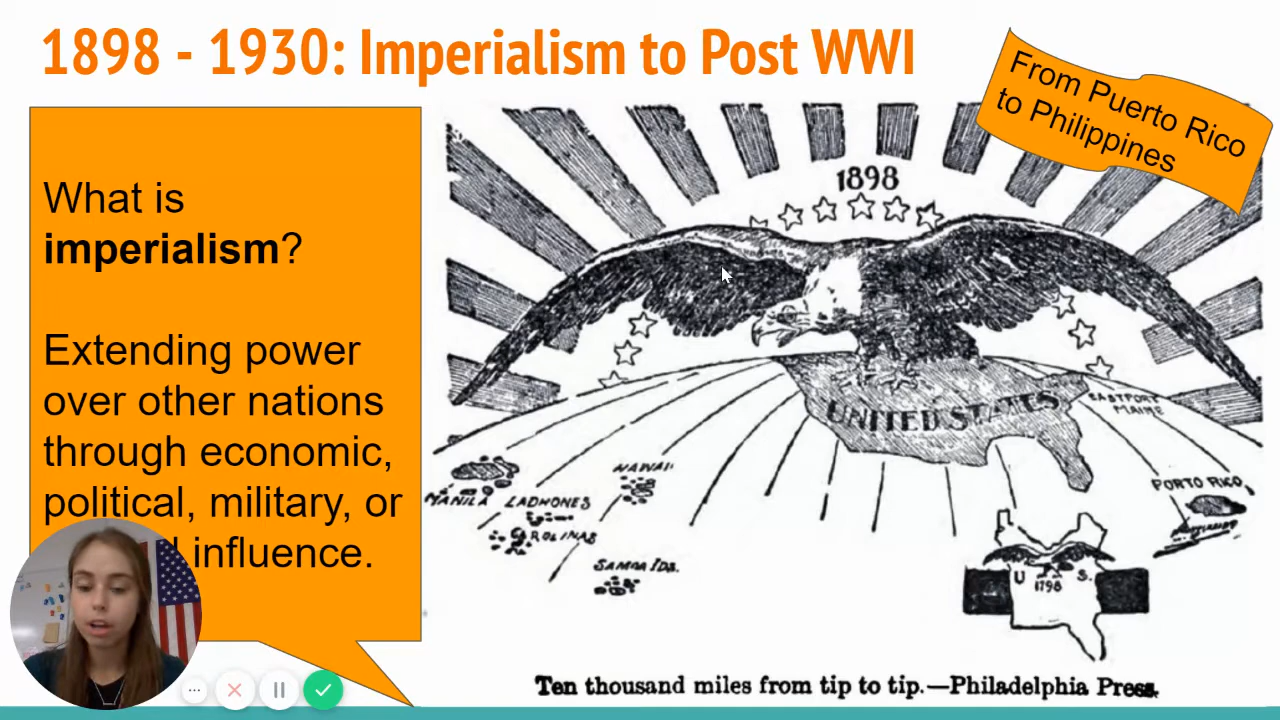 1898 - 1930: Imperialism to Post WWI
From Puerto Rico
to Philippines
What is
imperialism?
Extending power
over other nations
through economic,
political, military, or
influence.
1898
UNITED STATES
EASTPORT
MAINE
HAWAII
MANILA
LADRONES
CAROLINAS
SAMOA IDS.
PORTO RICO
U S.
1798
Ten thousand miles from tip to tip.—Philadelphia Press.